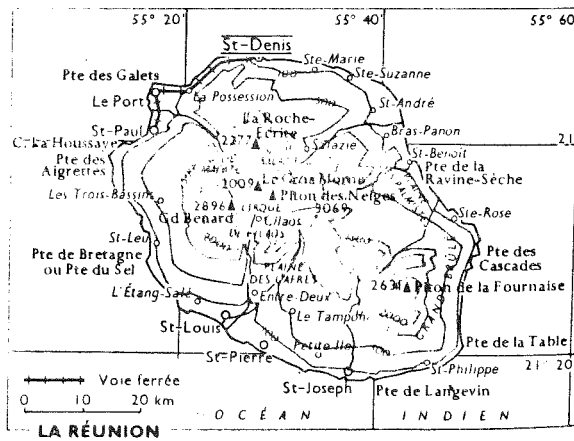 55° 20'
55° 40'
55° 60'
St-Denis
Ste-Marie
Ste-Suzanne
Pte des Galets
Le Port
La Possession
St-André
La Roche-
Ecrite
2277
Bras-Panon
St-Paul
Salazie
C. La Houssaye
21
St-Benoit
Pte des
Aigrettes
Pte de la
Ravine-Sèche
2009
Le Gros Morne
Piton des Neiges
3069
Les Trois-Bassins
2896
Gd Bénard
CIRQUE
Cilaos
DE CILAOS
Ste-Rose
St-Leu
Pte des
Cascades
Pte de Bretagne
ou Pte du Sel
PLAINE
DES CAFRES
2631
Piton de la Fournaise
GRAND BRULÉ
L'Étang-Salé
Entre-Deux
Le Tampon
St-Louis
2000
Petite Ile
Pte de la Table
St-Pierre
St-Philippe
21° 20'
Voie ferrée
St-Joseph
Pte de Langevin
0 10 20 km
OCÉAN INDIEN
LA RÉUNION